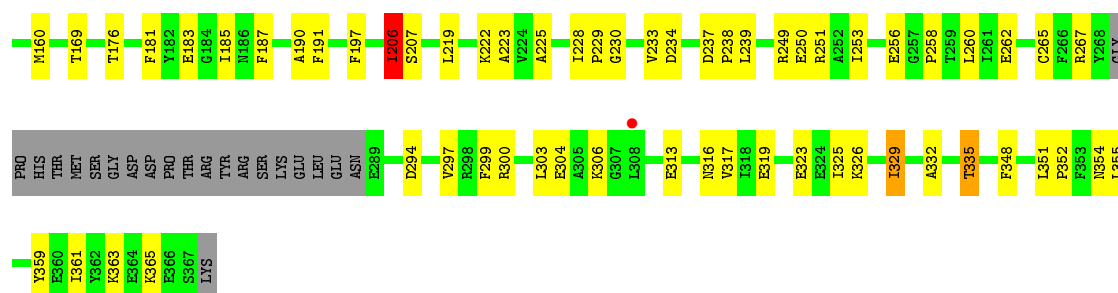 M160 T169 T176 F181 Y182 E183 G184 I185 N186 F187 A190 F191 F197 I206 S207 L219 K222 A223 V224 A225 I228 P229 G230 V233 D234 D237 P238 L239 R249 E250 R251 A252 I253 E256 G257 P258 T259 L260 I261 E262 C265 F266 R267 Y268 GLY
PRO HIS THR MET SER GLY ASP ASP PRO THR ARG TYR ARG SER LYS GLU LEU GLU ASN E289 D294 V297 R298 F299 R300 L303 E304 A305 K306 G307 L308 E313 N316 V317 I318 E319 E323 E324 I325 K326 I329 A332 T335 F348 L351 P352 F353 N354 L355
Y359 E360 I361 Y362 K363 E364 K365 E366 S367 LYS